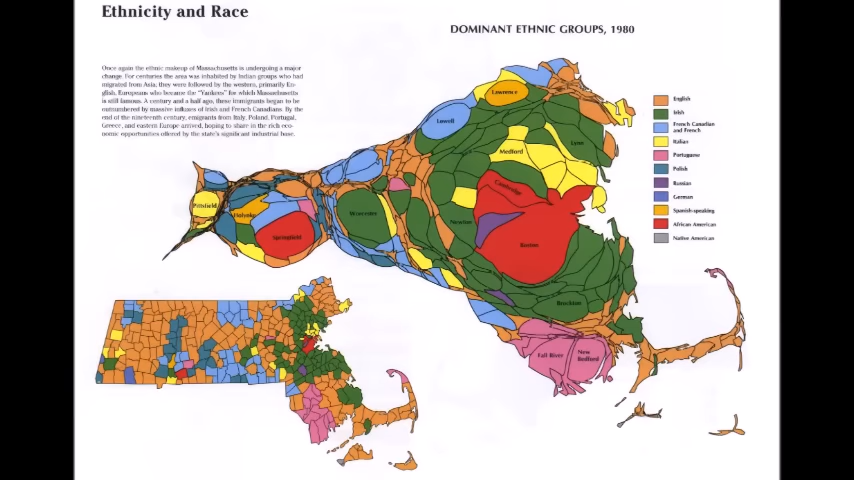 Ethnicity and Race
DOMINANT ETHNIC GROUPS, 1980
Once again the ethnic makeup of Massachusetts is undergoing a major
change. For centuries the area was inhabited by Indian groups who had
migrated from Asia; they were followed by the western, primarily En-
glish, Europeans who became the "Yankees" for which Massachusetts
is still famous. A century and a half ago, these immigrants began to be
outnumbered by massive influxes of Irish and French Canadians. By the
end of the nineteenth century, emigrants from Italy, Poland, Portugal,
Greece, and eastern Europe arrived, hoping to share in the rich eco-
nomic opportunities offered by the state's significant industrial base.
Lawrence
Lowell
Lynn
Medford
Cambridge
Pittsfield
Holyoke
Worcester
Newton
Springfield
Boston
Brockton
Fall River
New
Bedford
English
Irish
French Canadian
and French
Italian
Portuguese
Polish
Russian
German
Spanish-speaking
African American
Native American